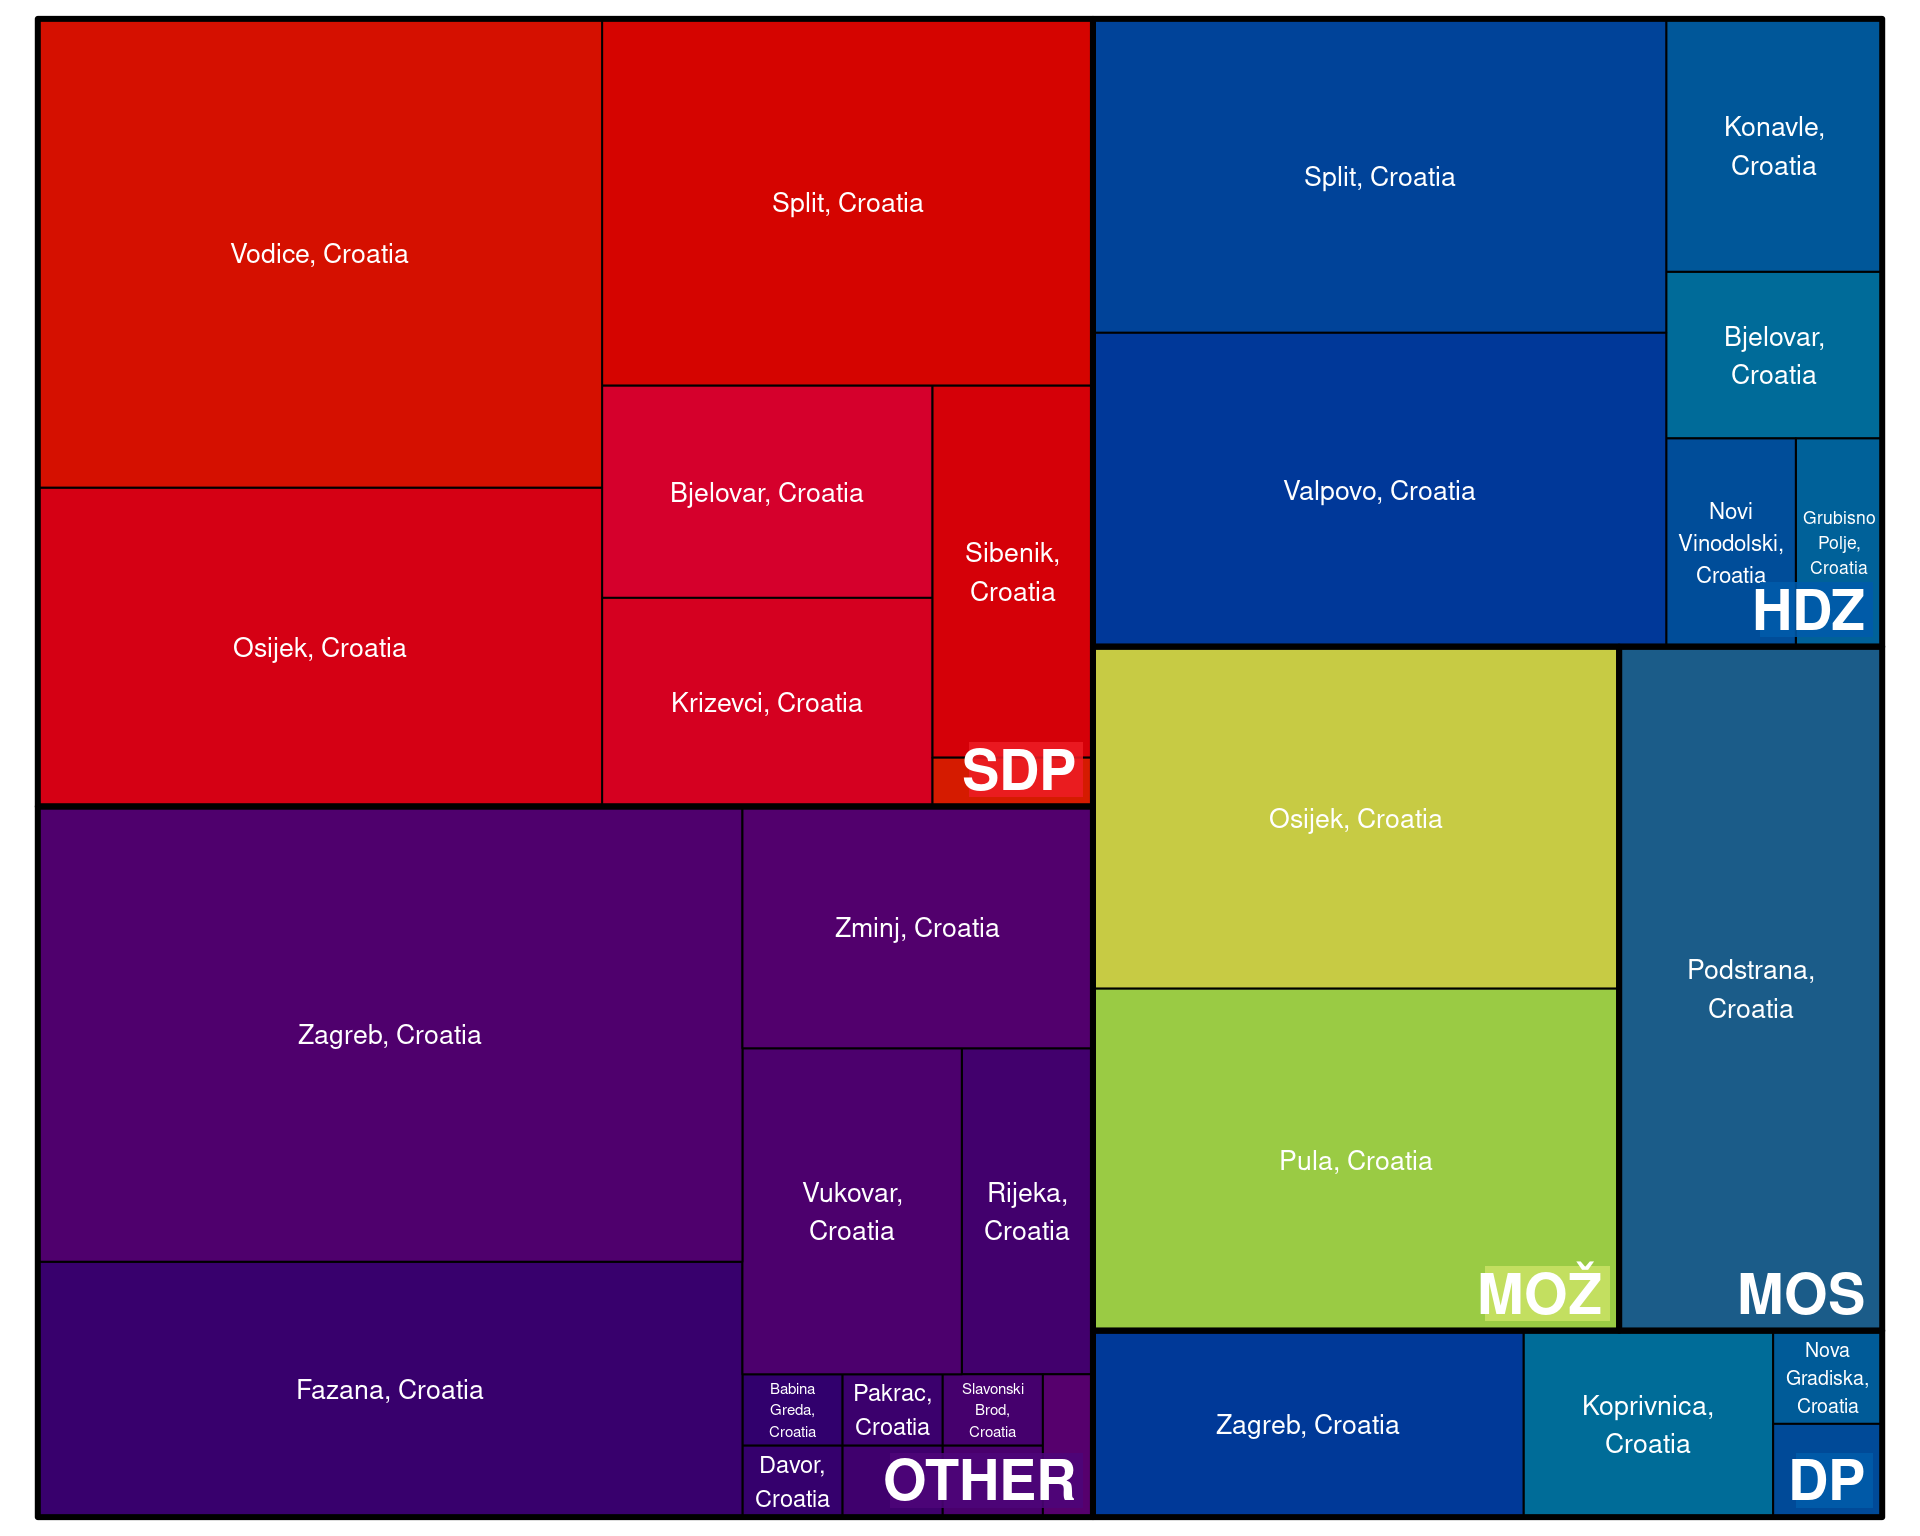 Vodice, Croatia
Split, Croatia
Osijek, Croatia
Bjelovar, Croatia
Krizevci, Croatia
Sibenik,
Croatia
SDP
Split, Croatia
Valpovo, Croatia
Konavle,
Croatia
Bjelovar,
Croatia
Novi
Vinodolski,
Croatia
Grubisno
Polje,
Croatia
HDZ
Zagreb, Croatia
Fazana, Croatia
Zminj, Croatia
Vukovar,
Croatia
Rijeka,
Croatia
Babina
Greda,
Croatia
Pakrac,
Croatia
Slavonski
Brod,
Croatia
Davor,
Croatia
OTHER
Osijek, Croatia
Pula, Croatia
MOŽ
Podstrana,
Croatia
MOS
Zagreb, Croatia
Koprivnica,
Croatia
Nova
Gradiska,
Croatia
DP